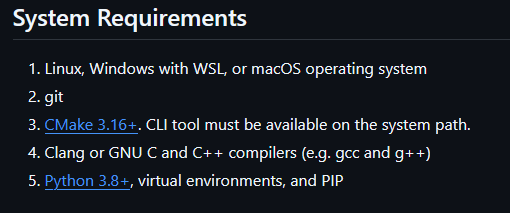 System Requirements
1. Linux, Windows with WSL, or macOS operating system
2. git
3. CMake 3.16+. CLI tool must be available on the system path.
4. Clang or GNU C and C++ compilers (e.g. gcc and g++)
5. Python 3.8+, virtual environments, and PIP